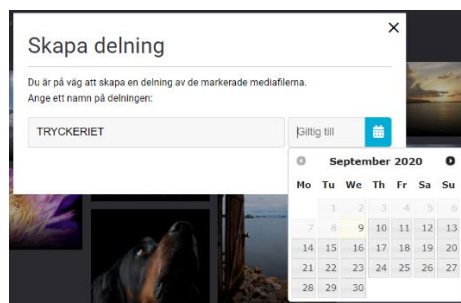 Skapa delning
Du är på väg att skapa en delning av de markerade mediafilerna.
Ange ett namn på delningen:
TRYCKERIET
Giltig till
September 2020
Mo Tu We Th Fr Sa Su
1 2 3 4 5 6
7 8 9 10 11 12 13
14 15 16 17 18 19 20
21 22 23 24 25 26 27
28 29 30